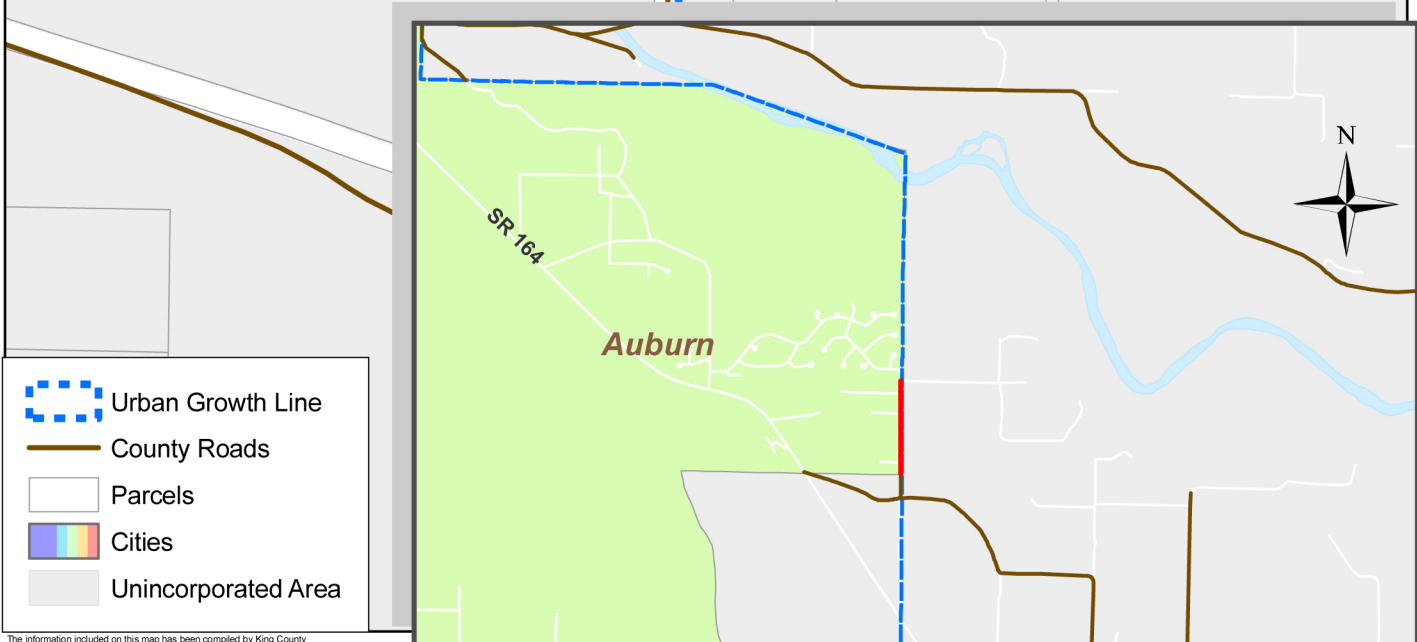 N
SR 164
Auburn
Urban Growth Line
County Roads
Parcels
Cities
Unincorporated Area
The information included on this map has been compiled by King County